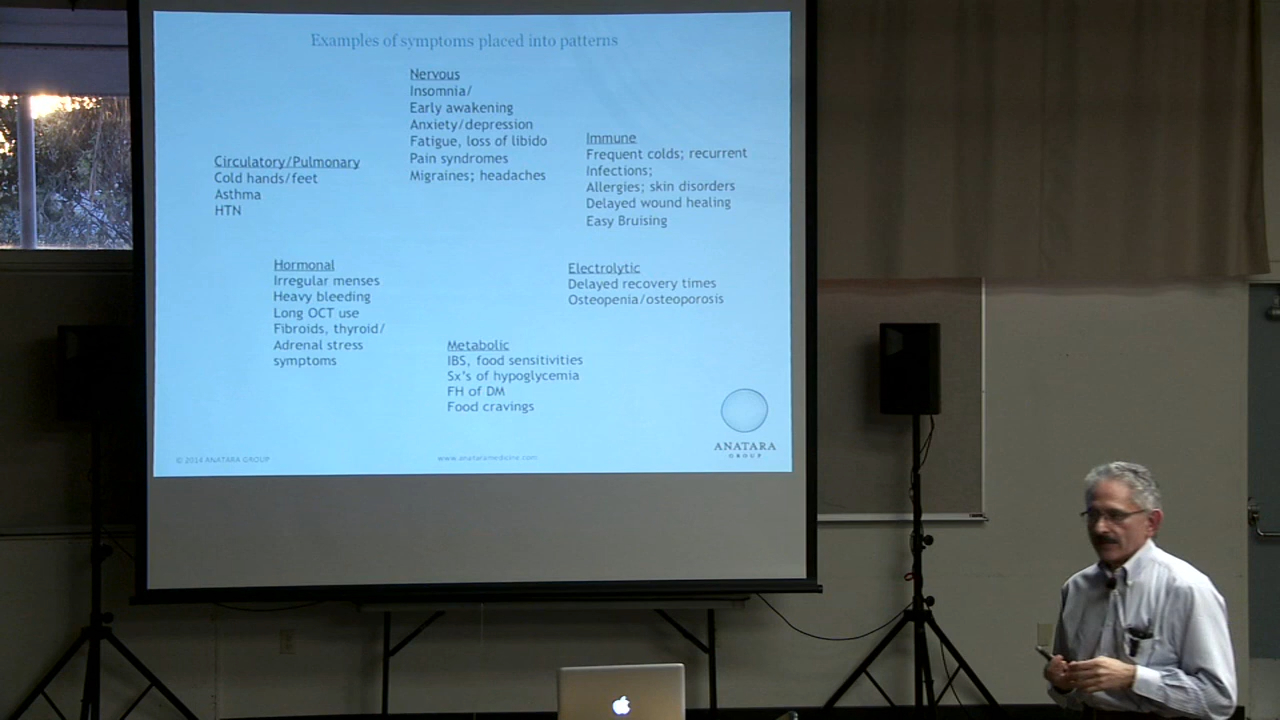 Examples of symptoms placed into patterns
Nervous
Insomnia/
Early awakening
Anxiety/depression
Fatigue, loss of libido
Pain syndromes
Migraines; headaches
Immune
Frequent colds; recurrent
Infections;
Allergies; skin disorders
Delayed wound healing
Easy Bruising
Circulatory/Pulmonary
Cold hands/feet
Asthma
HTN
Hormonal
Irregular menses
Heavy bleeding
Long OCT use
Fibroids, thyroid/
Adrenal stress
symptoms
Electrolytic
Delayed recovery times
Osteopenia/osteoporosis
Metabolic
IBS, food sensitivities
Sx's of hypoglycemia
FH of DM
Food cravings
ANATARA
GROUP
© 2014 ANATARA GROUP
www.anataramedicine.com